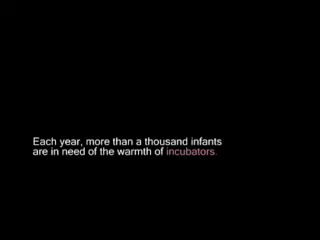 Each year, more than a thousand infants
are in need of the warmth of incubators.